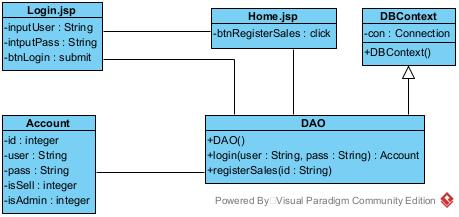 Login.jsp
-inputUser : String
-intputPass : String
-btnLogin : submit
Home.jsp
-btnRegisterSales : click
DBContext
-con : Connection
+DBContext()
Account
-id : integer
-user : String
-pass : String
-isSell : integer
-isAdmin : integer
DAO
+DAO()
+login(user : String, pass : String) : Account
+registerSales(id : String)
Powered By Visual Paradigm Community Edition